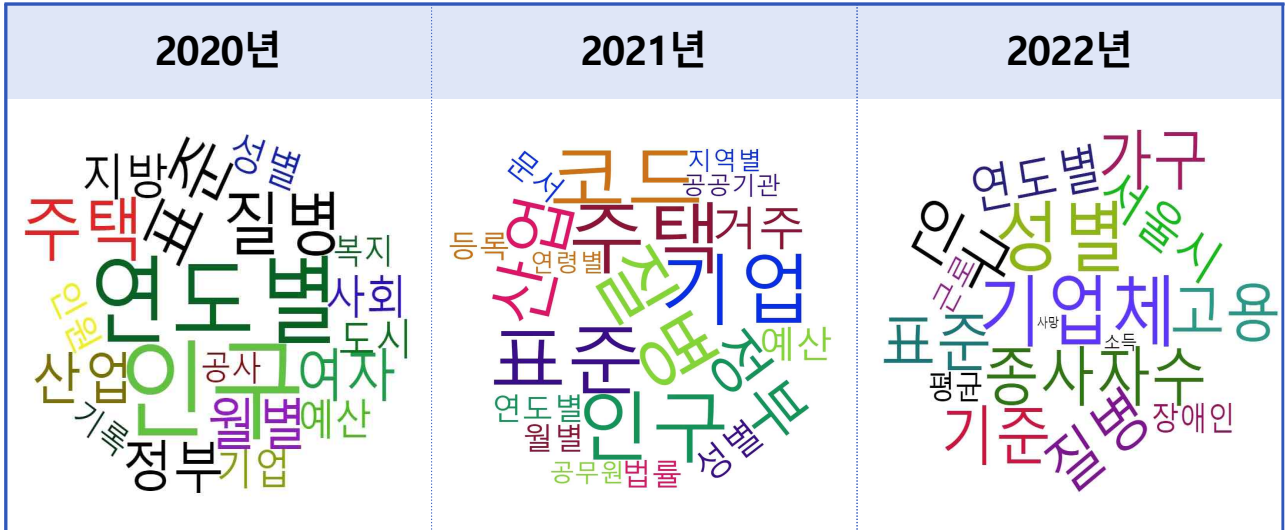 2020년
2021년
2022년
지방
표준
성별
주택
질병
복지
연도별
인원
사회
도시
산업
인구
공사
여자
기록
월별
예산
정부
기업
문서
코드
지역별
공공기관
산업
주택
거주
등록
연령별
질병
기업
표준
정부
예산
연도별
인구
월별
성별
공무원
법률
연도별
가구
인구
성별
서울시
근로
기업체
고용
사망
표준
소득
평균
종사자수
기준
질병
장애인